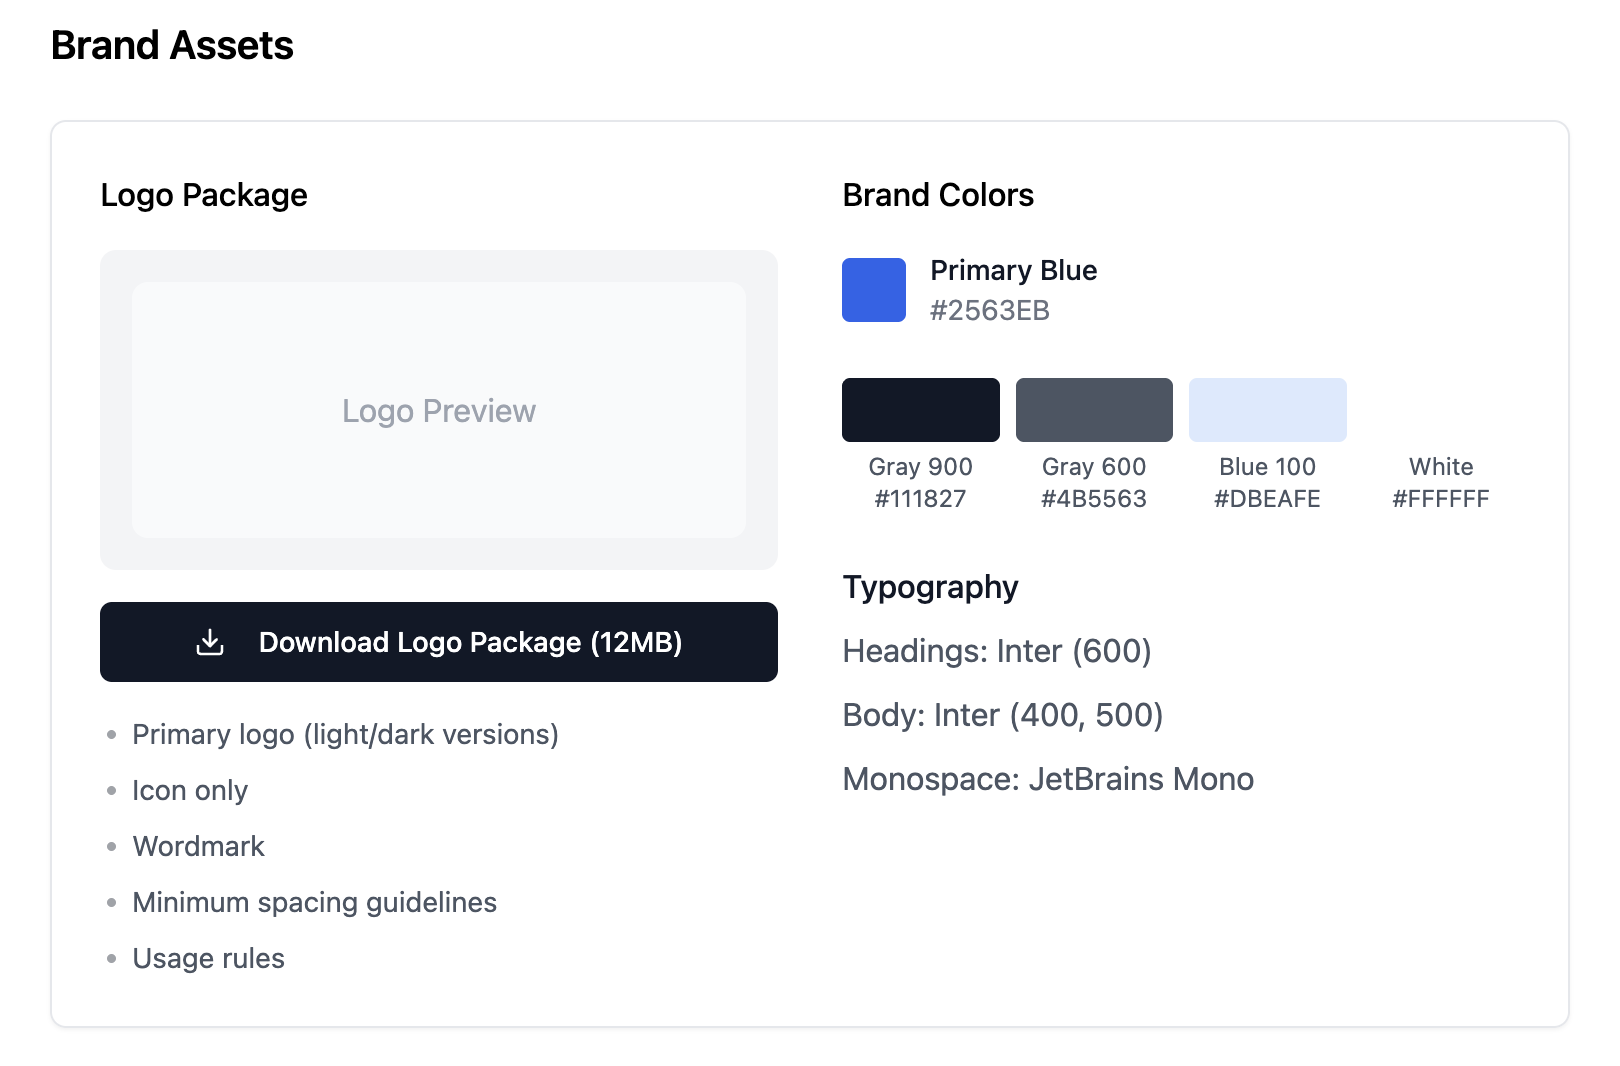 Brand Assets
Logo Package
Logo Preview
Download Logo Package (12MB)
Primary logo (light/dark versions)
Icon only
Wordmark
Minimum spacing guidelines
Usage rules
Brand Colors
Primary Blue
#2563EB
Gray 900
#111827
Gray 600
#4B5563
Blue 100
#DBEAFE
White
#FFFFFF
Typography
Headings: Inter (600)
Body: Inter (400, 500)
Monospace: JetBrains Mono